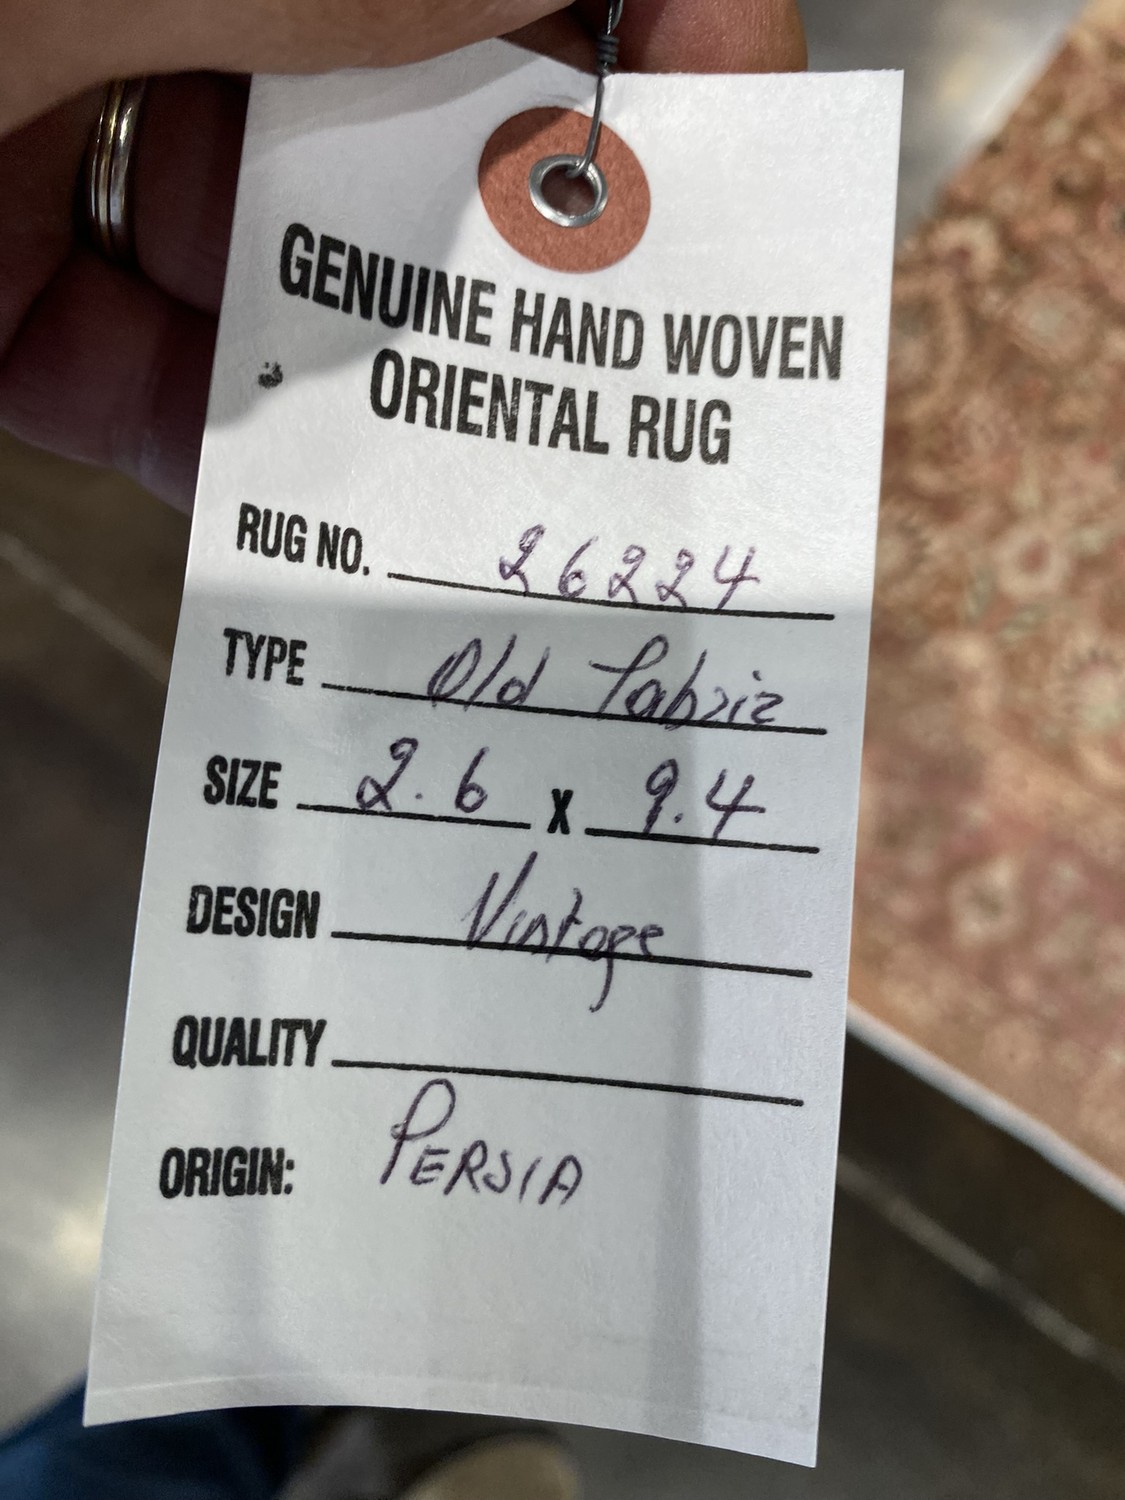 GENUINE HAND WOVEN
ORIENTAL RUG
RUG NO. 26224
TYPE Old Tabriz
SIZE 2.6 X 9.4
DESIGN Vintage
QUALITY
ORIGIN: PERSIA